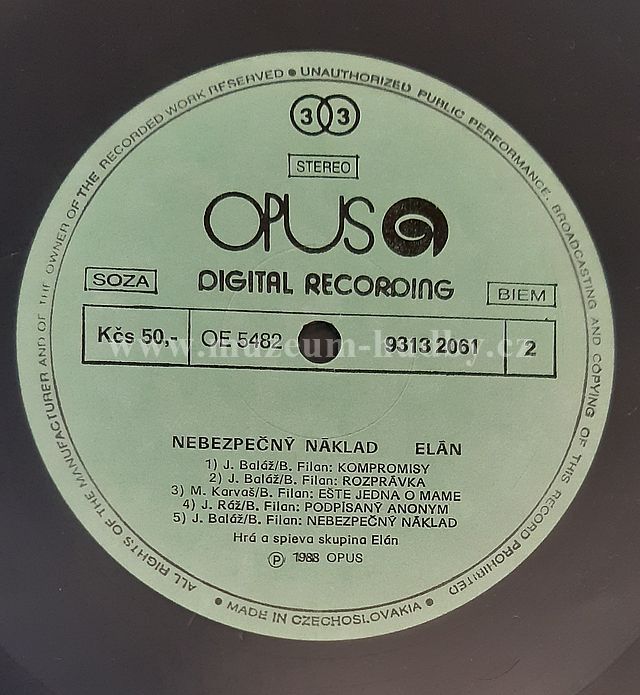 ALL RIGHTS OF THE MANUFACTURER AND OF THE OWNER OF THE RECORDED WORK RESERVED ● UNAUTHORIZED PUBLIC PERFORMANCE, BROADCASTING AND COPYING OF THIS RECORD PROHIBITED
● MADE IN CZECHOSLOVAKIA ●
33
STEREO
OPUS
DIGITAL RECORDING
SOZA
BIEM
Kčs 50,- OE 5482 9313 2061 2
www.muzeum-hudby.cz
NEBEZPEČNÝ NÁKLAD ELÁN
1) J. Baláž/B. Filan: KOMPROMISY
2) J. Baláž/B. Filan: ROZPRÁVKA
3) M. Karvaš/B. Filan: EŠTE JEDNA O MAME
4) J. Ráž/B. Filan: PODPÍSANÝ ANONYM
5) J. Baláž/B. Filan: NEBEZPEČNÝ NÁKLAD
Hrá a spieva skupina Elán
Ⓟ 1988 OPUS